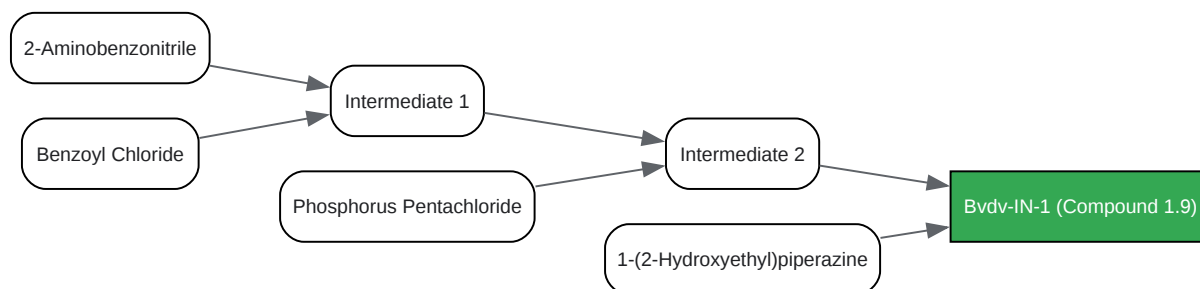 2-Aminobenzonitrile
Benzoyl Chloride
Intermediate 1
Phosphorus Pentachloride
Intermediate 2
1-(2-Hydroxyethyl)piperazine
Bvdv-IN-1 (Compound 1.9)